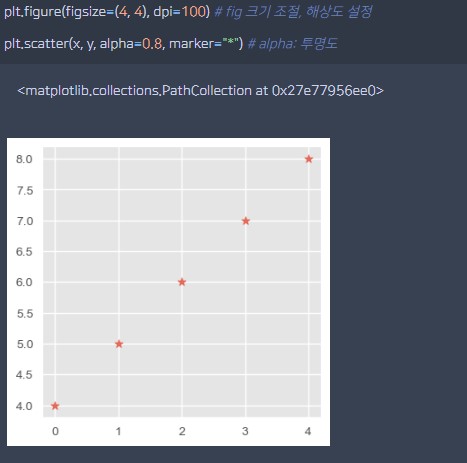 plt.figure(figsize=(4, 4), dpi=100) # fig 크기 조절, 해상도 설정
plt.scatter(x, y, alpha=0.8, marker="*") # alpha: 투명도
<matplotlib.collections.PathCollection at 0x27e77956ee0>
8.0
7.5
7.0
6.5
6.0
5.5
5.0
4.5
4.0
0 1 2 3 4